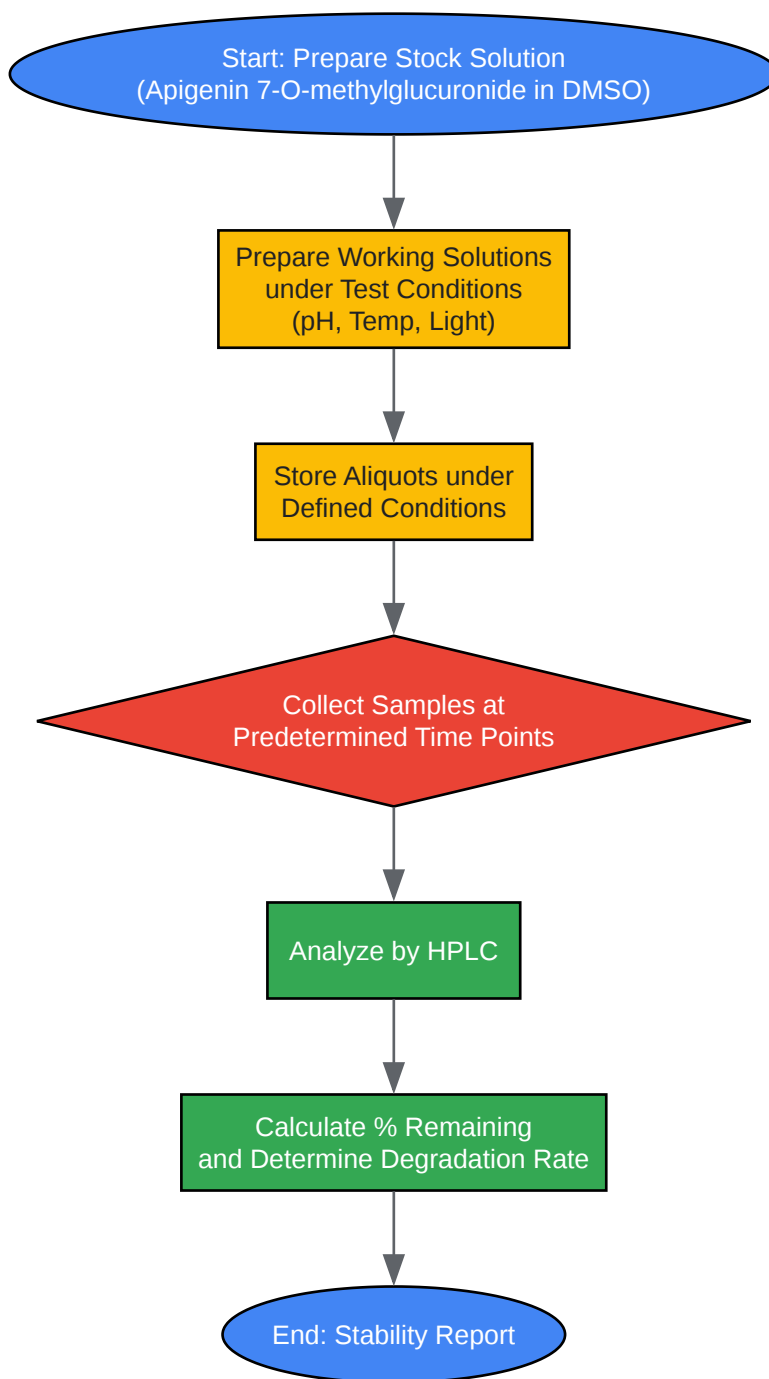 Start: Prepare Stock Solution
(Apigenin 7-O-methylglucuronide in DMSO)
Prepare Working Solutions
under Test Conditions
(pH, Temp, Light)
Store Aliquots under
Defined Conditions
Collect Samples at
Predetermined Time Points
Analyze by HPLC
Calculate % Remaining
and Determine Degradation Rate
End: Stability Report